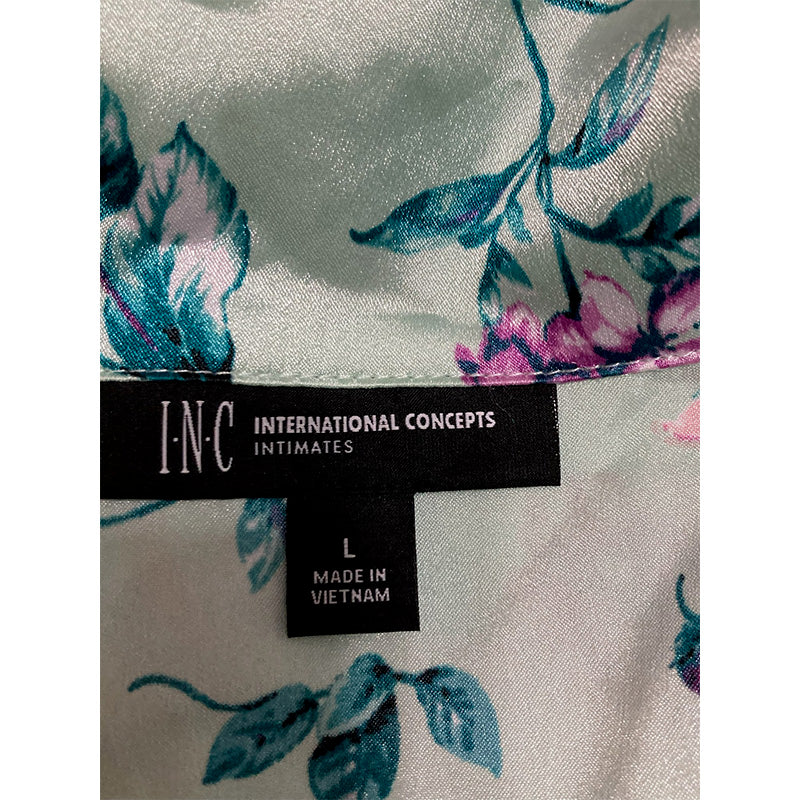 I·N·C INTERNATIONAL CONCEPTS
INTIMATES
L
MADE IN
VIETNAM